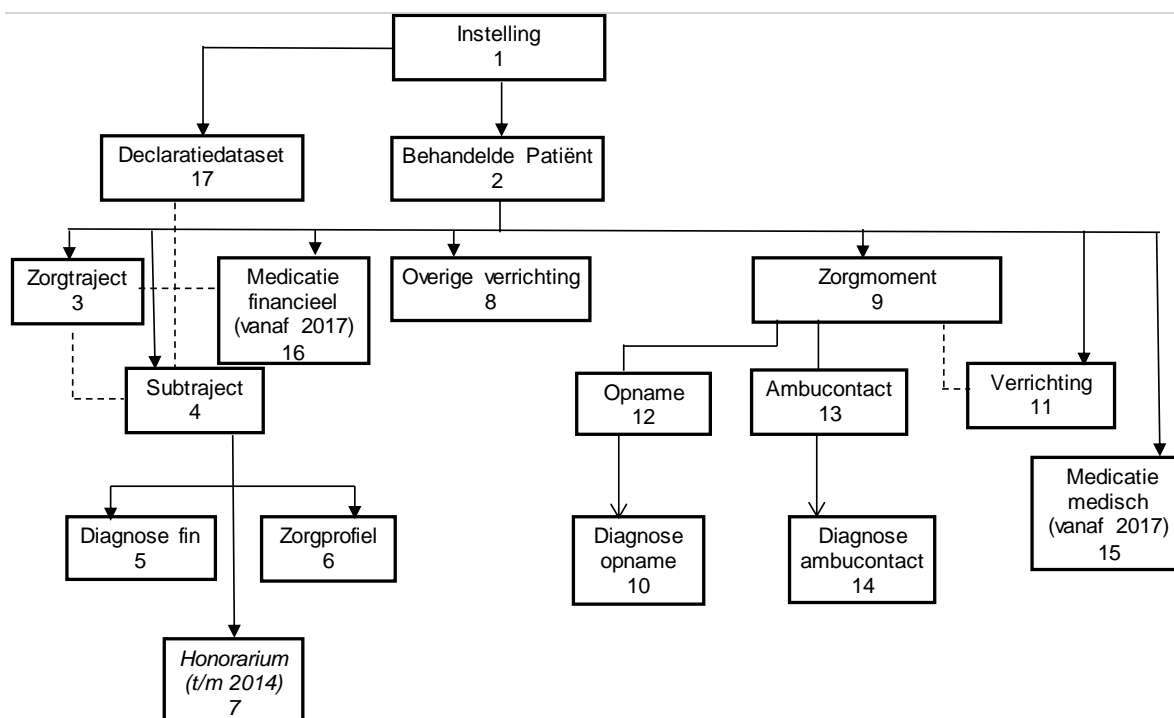 Instelling
1
Declaratiedataset
17
Behandelde Patiënt
2
Zorgtraject
3
Medicatie
financieel
(vanaf 2017)
16
Overige verrichting
8
Zorgmoment
9
Subtraject
4
Opname
12
Ambucontact
13
Verrichting
11
Medicatie
medisch
(vanaf 2017)
15
Diagnose fin
5
Zorgprofiel
6
Diagnose
opname
10
Diagnose
ambucontact
14
Honorarium
(t/m 2014)
7